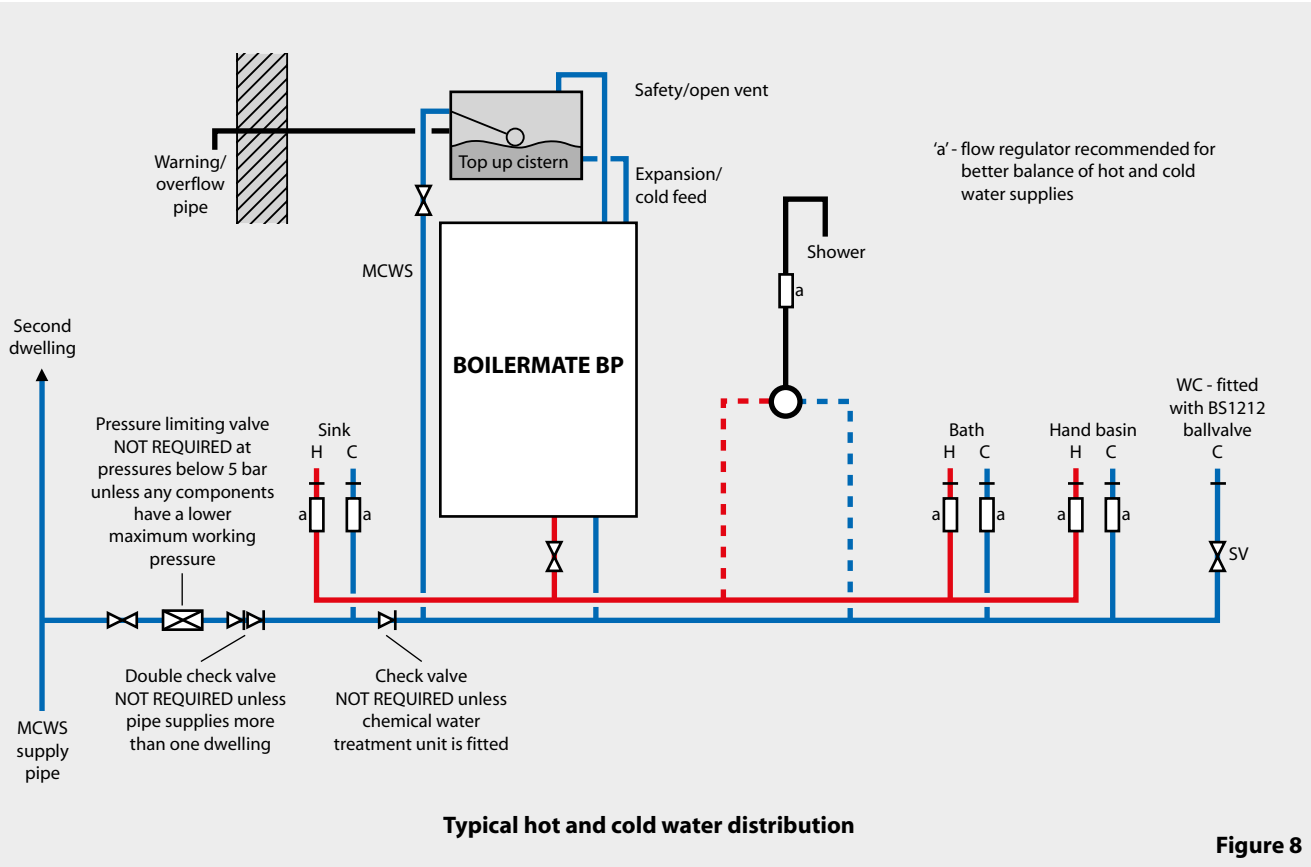 Safety/open vent
Top up cistern
Warning/
overflow
pipe
Expansion/
cold feed
'a' - flow regulator recommended for
better balance of hot and cold
water supplies
MCWS
Shower
a
BOILERMATE BP
Second
dwelling
Pressure limiting valve
NOT REQUIRED at
pressures below 5 bar
unless any components
have a lower
maximum working
pressure
Sink
H C
a a
Bath
H C
a a
Hand basin
H C
a a
WC - fitted
with BS1212
ballvalve
C
SV
Double check valve
NOT REQUIRED unless
pipe supplies more
than one dwelling
Check valve
NOT REQUIRED unless
chemical water
treatment unit is fitted
MCWS
supply
pipe
Typical hot and cold water distribution
Figure 8